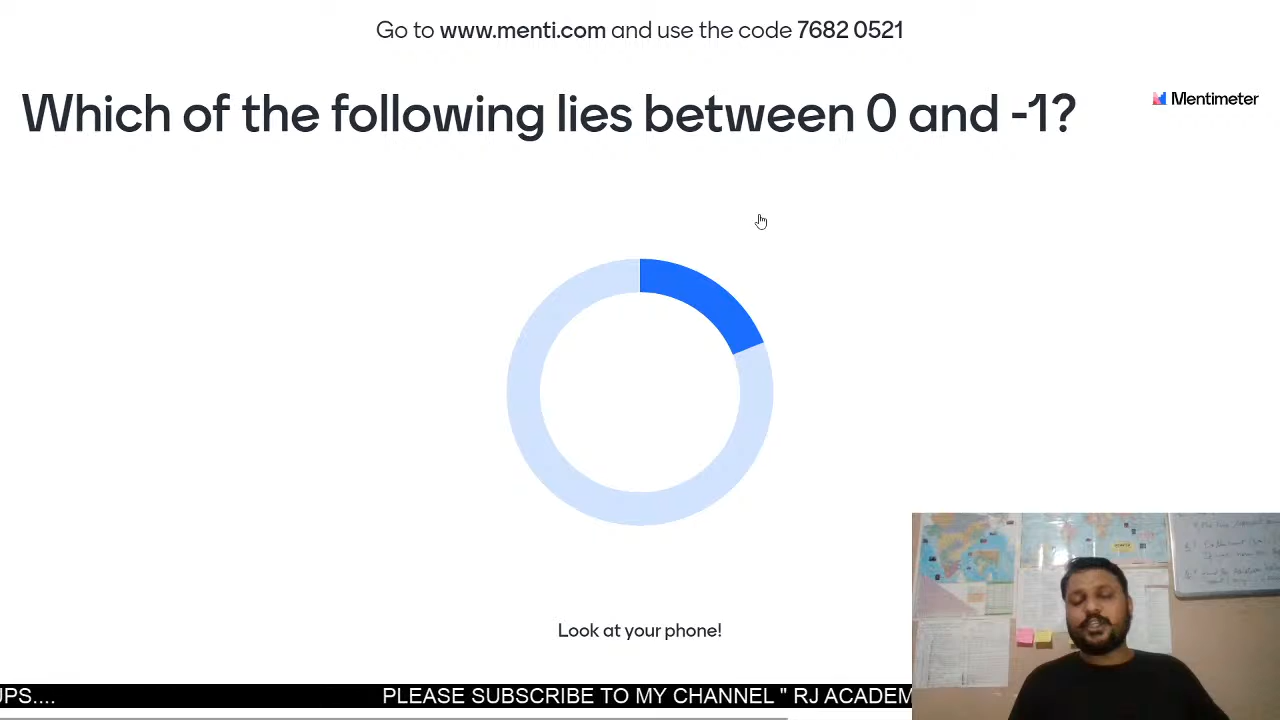 Go to www.menti.com and use the code 7682 0521
Which of the following lies between 0 and -1?
Mentimeter
Look at your phone!
UPS.... PLEASE SUBSCRIBE TO MY CHANNEL " RJ ACADEM